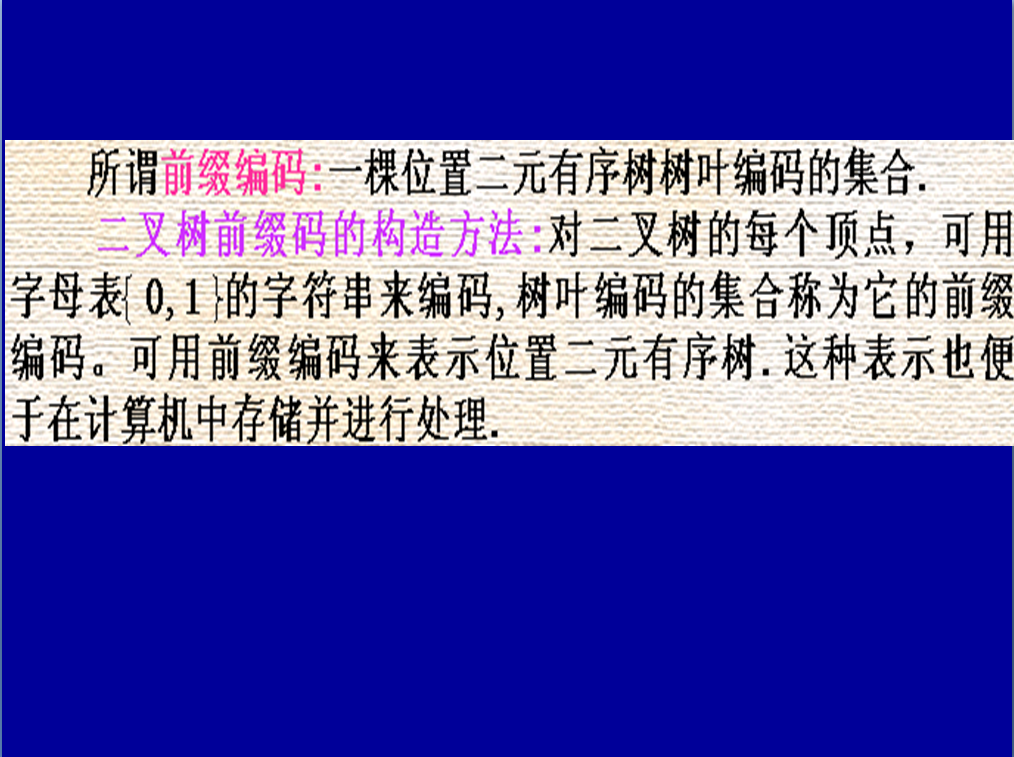 所谓前缀编码:一棵位置二元有序树树叶编码的集合.
二叉树前缀码的构造方法:对二叉树的每个顶点，可用
字母表{0,1}的字符串来编码,树叶编码的集合称为它的前缀
编码。可用前缀编码来表示位置二元有序树.这种表示也便
于在计算机中存储并进行处理.